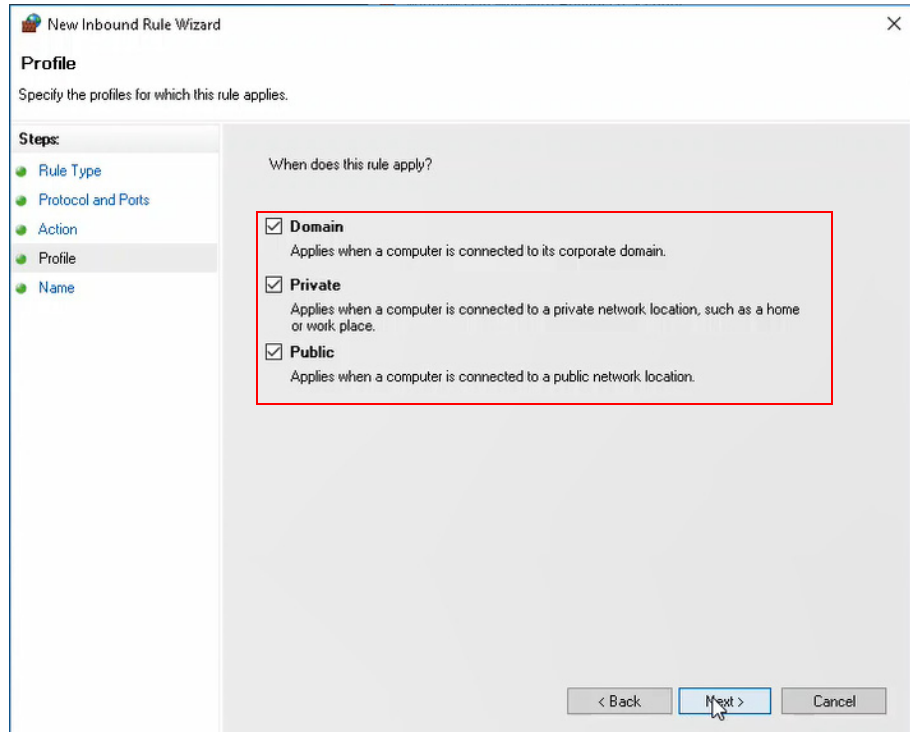 New Inbound Rule Wizard
Profile
Specify the profiles for which this rule applies.
Steps:
Rule Type
Protocol and Ports
Action
Profile
Name
When does this rule apply?
Domain
Applies when a computer is connected to its corporate domain.
Private
Applies when a computer is connected to a private network location, such as a home
or work place.
Public
Applies when a computer is connected to a public network location.
< Back
Next >
Cancel